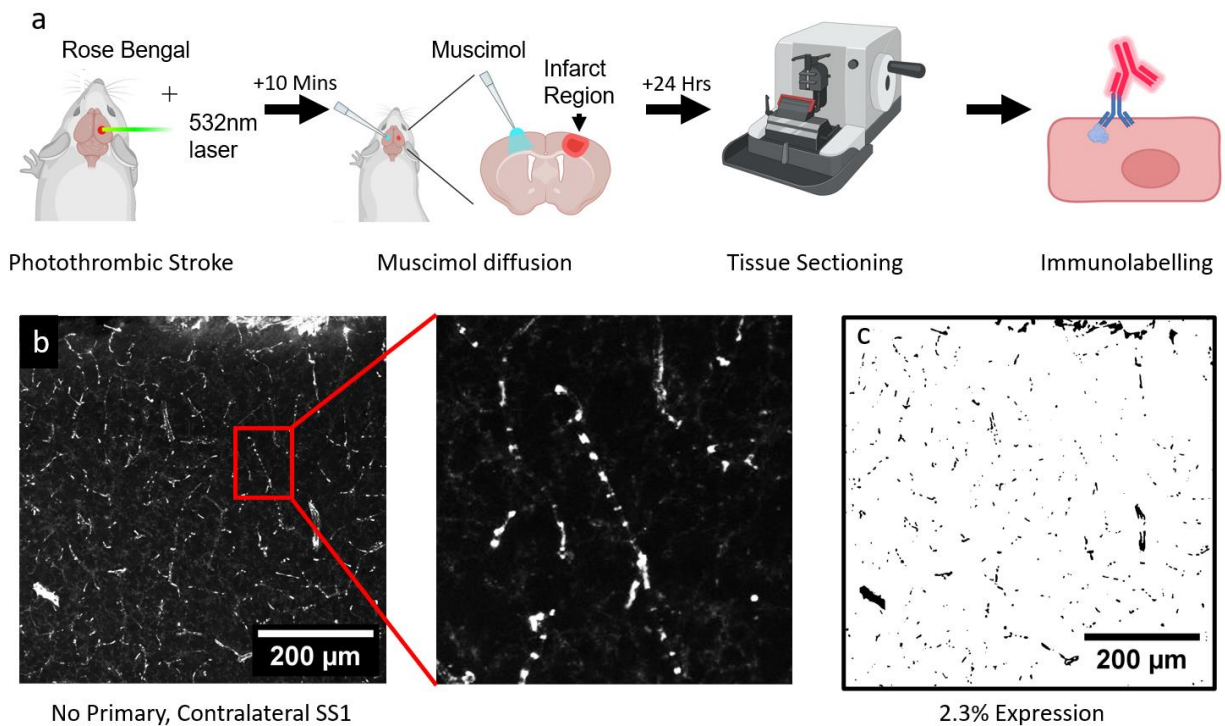 a
Rose Bengal
+
532nm
laser
+10 Mins
Muscimol
Infarct
Region
+24 Hrs
Photothrombic Stroke
Muscimol diffusion
Tissue Sectioning
Immunolabelling
b
200 µm
No Primary, Contralateral SS1
c
200 µm
2.3% Expression